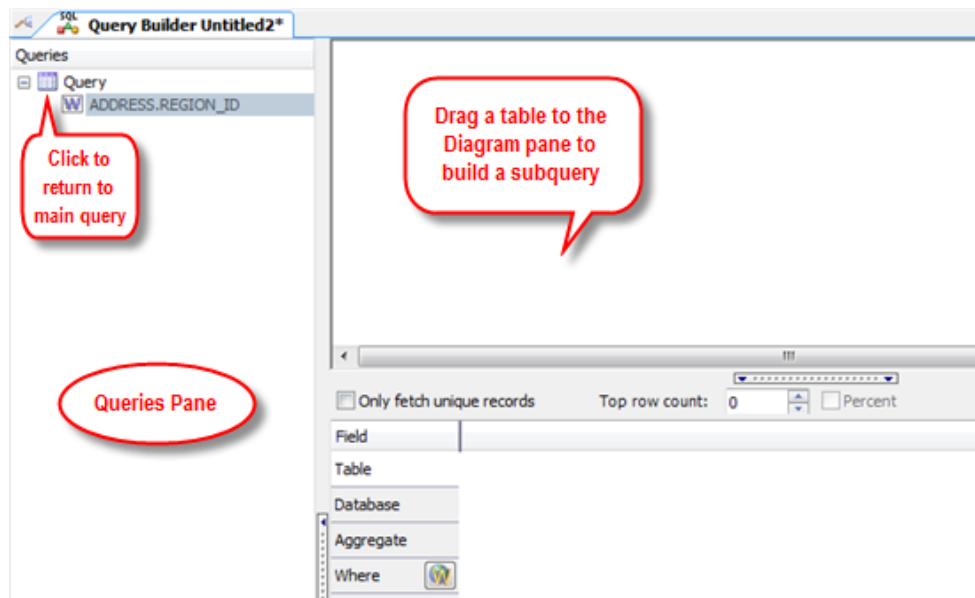 SQL
Query Builder Untitled2*
Queries
Query
W ADDRESS.REGION_ID
Click to
return to
main query
Drag a table to the
Diagram pane to
build a subquery
Queries Pane
Only fetch unique records Top row count: 0 Percent
Field
Table
Database
Aggregate
Where